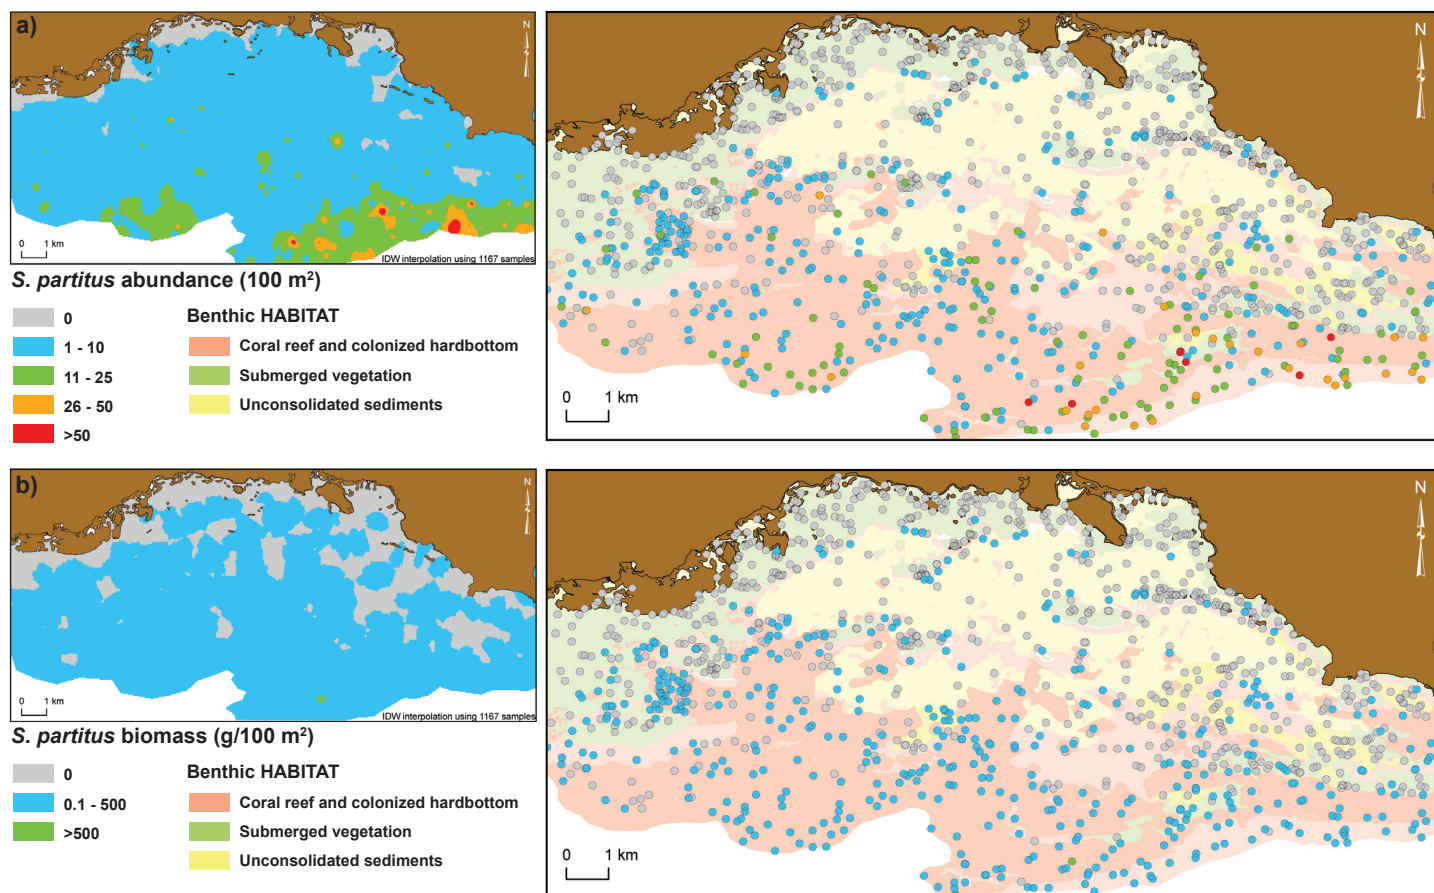 a)
N
0 1 km
IDW interpolation using 1167 samples
S. partitus abundance (100 m²)
0
1 - 10
11 - 25
26 - 50
>50
Benthic HABITAT
Coral reef and colonized hardbottom
Submerged vegetation
Unconsolidated sediments
N
0 1 km
b)
N
0 1 km
IDW interpolation using 1167 samples
S. partitus biomass (g/100 m²)
0
0.1 - 500
>500
Benthic HABITAT
Coral reef and colonized hardbottom
Submerged vegetation
Unconsolidated sediments
N
0 1 km